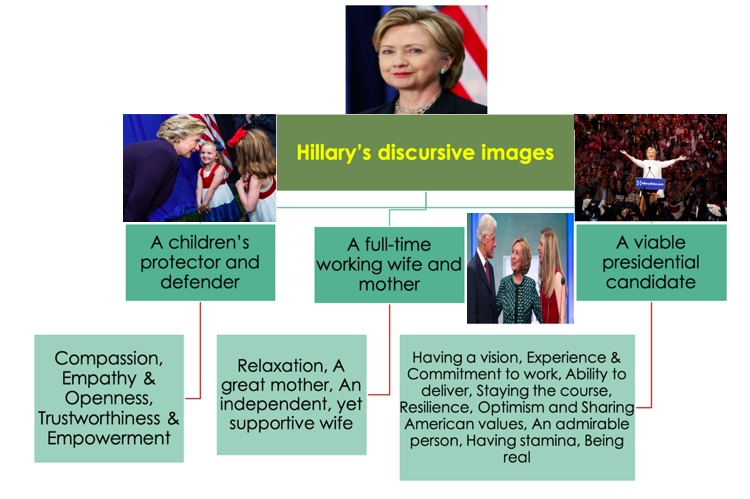 Hillary's discursive images
A children's
protector and
defender
A full-time
working wife and
mother
A viable
presidential
candidate
Compassion,
Empathy &
Openness,
Trustworthiness &
Empowerment
Relaxation, A
great mother, An
independent, yet
supportive wife
Having a vision, Experience &
Commitment to work, Ability to
deliver, Staying the course,
Resilience, Optimism and Sharing
American values, An admirable
person, Having stamina, Being
real